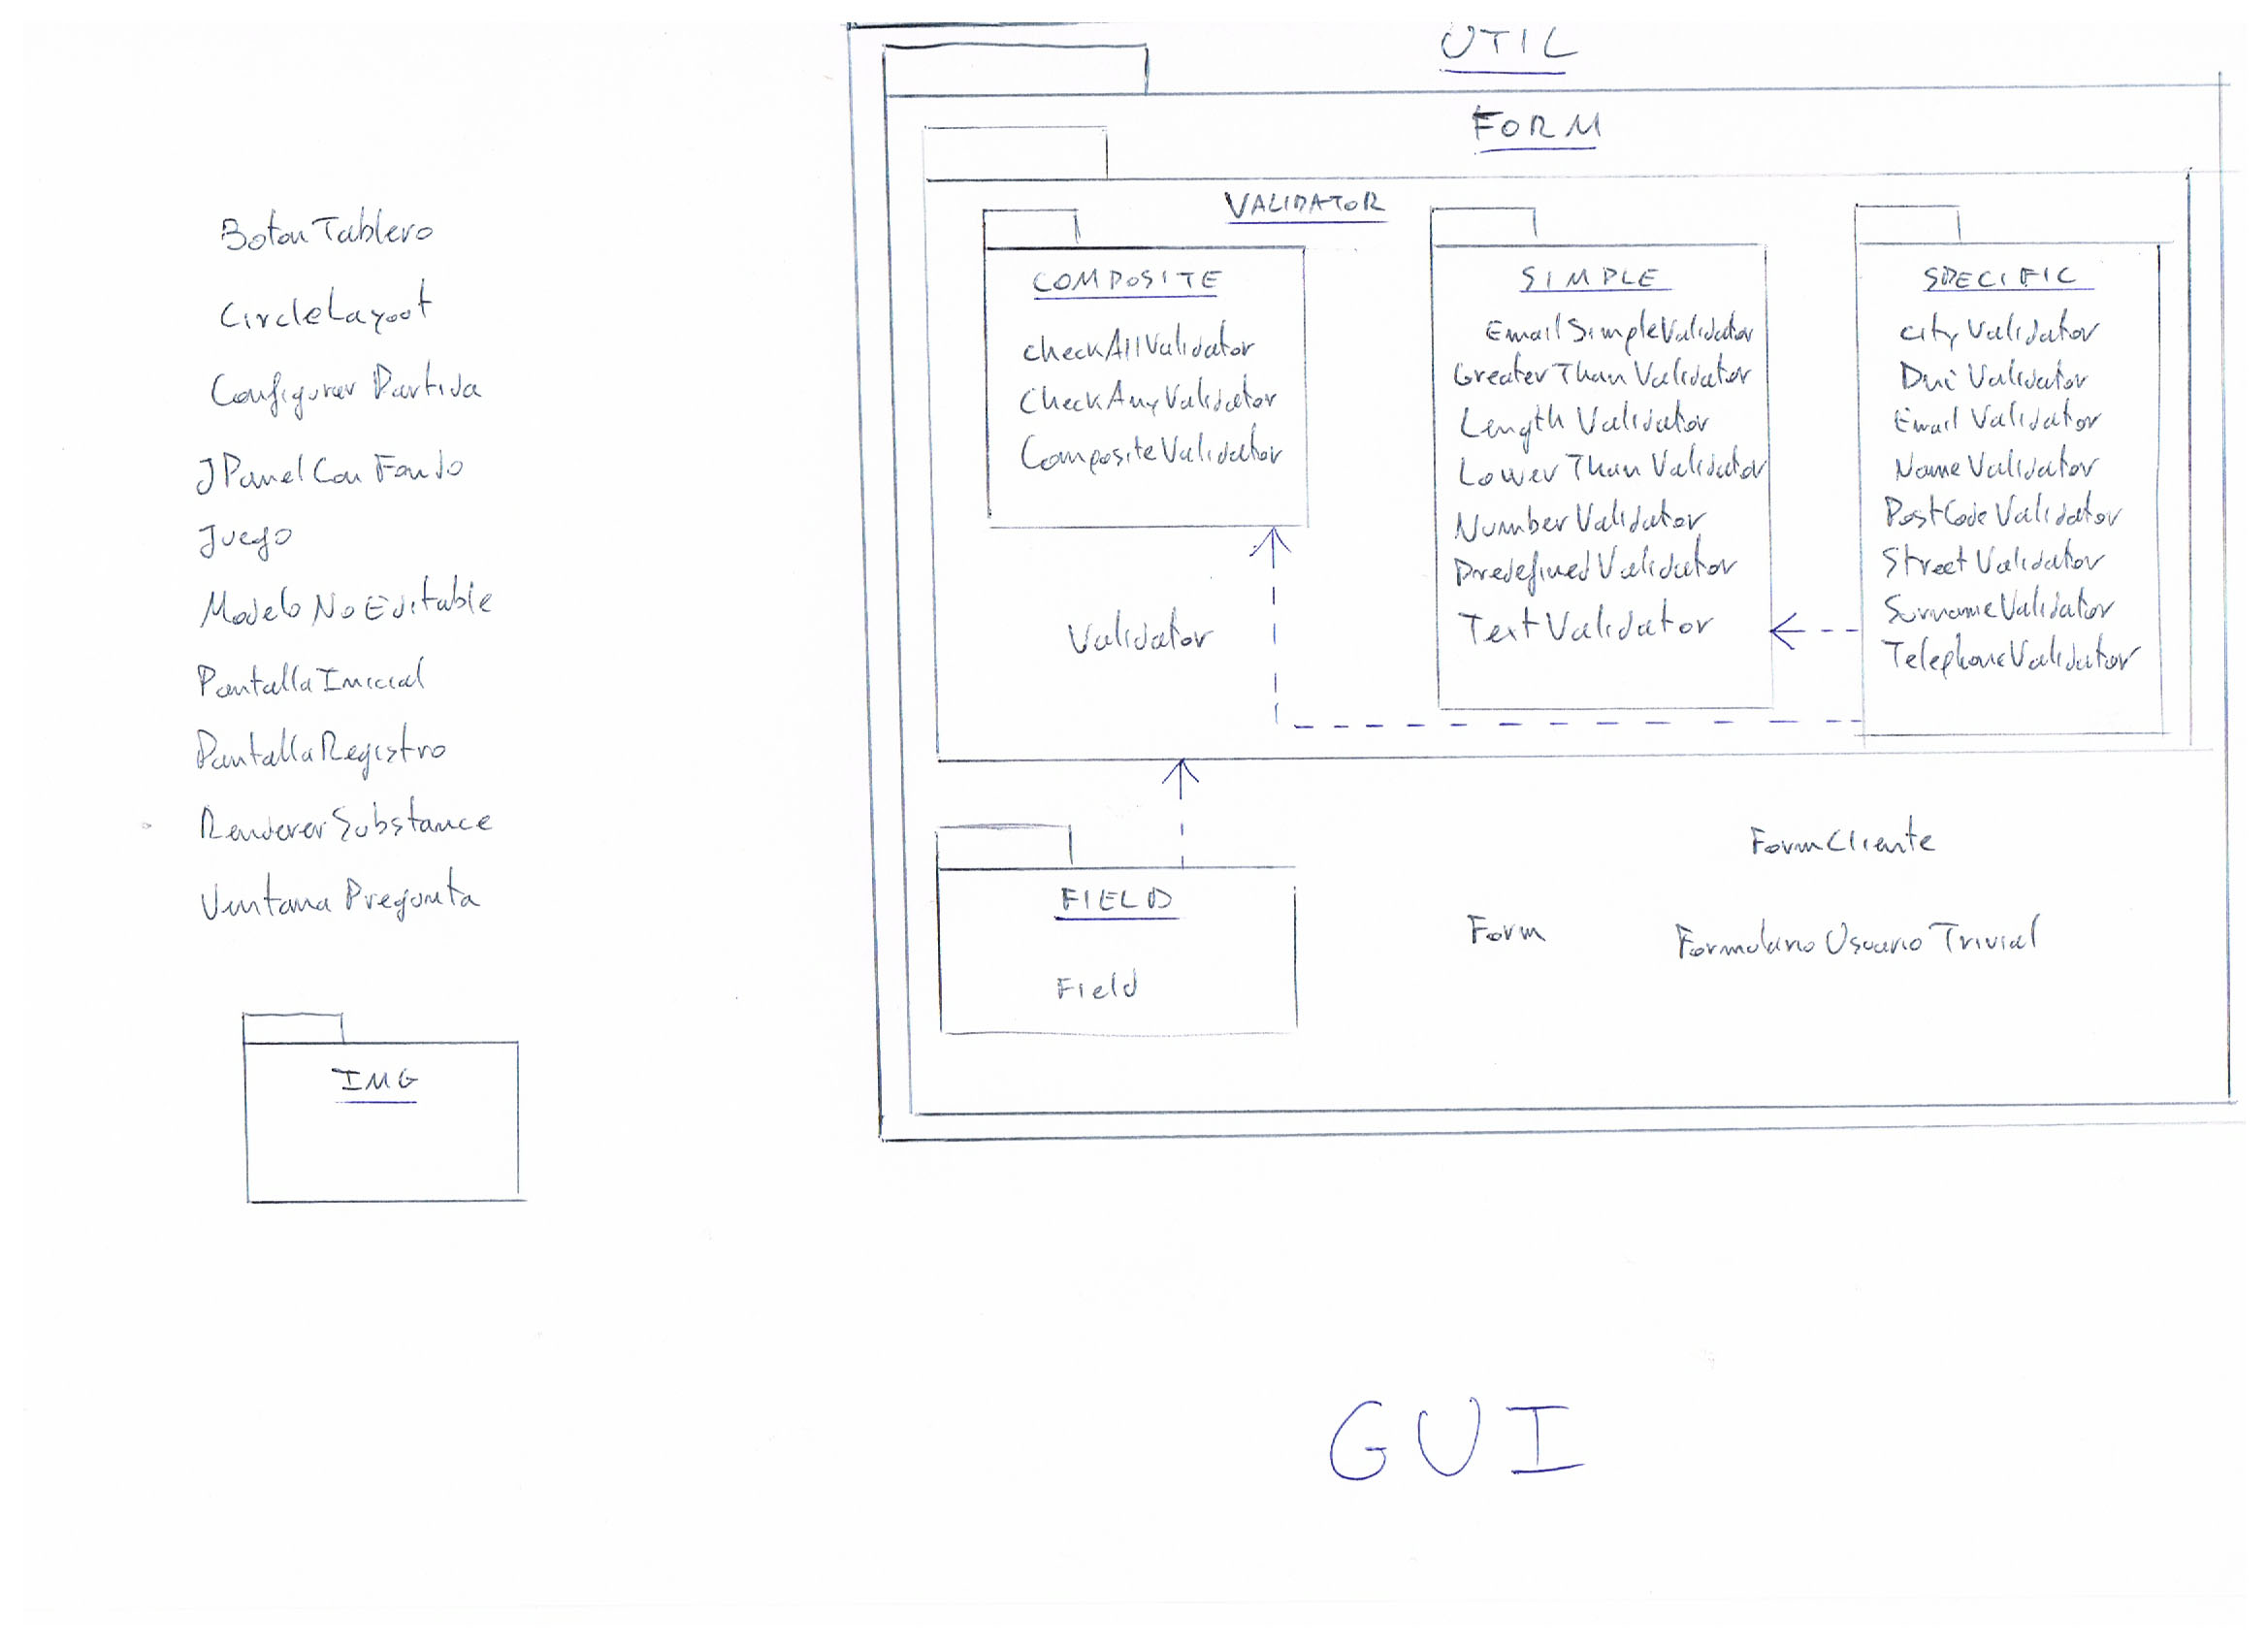 UTIL
FORM
VALIDATOR
COMPOSITE
checkAllValidator
CheckAnyValidator
CompositeValidator
Validator
SIMPLE
EmailSimpleValidator
GreaterThanValidator
LengthValidator
LowerThanValidator
NumberValidator
PredefinedValidator
TextValidator
SPECIFIC
cityValidator
DniValidator
EmailValidator
NameValidator
PostCodeValidator
StreetValidator
SurnameValidator
TelephoneValidator
FIELD
Field
FormCliente
Form
FormularioUsuarioTrivial
BotonTablero
CircleLayout
ConfigurarPartida
JPanelConFondo
Juego
ModeloNoEditable
PantallaInicial
PantallaRegistro
RendererSubstance
VentanaPregunta
IMG
GUI